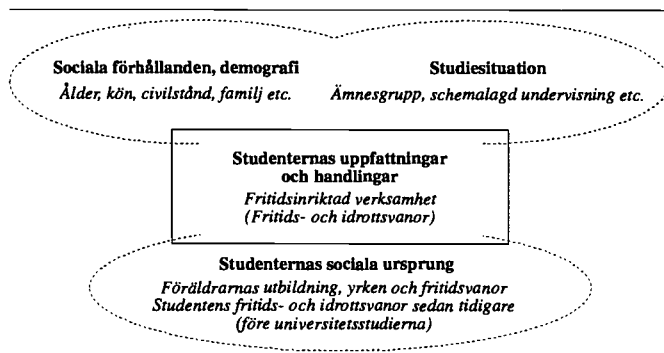 Sociala förhållanden, demografi
Ålder, kön, civilstånd, familj etc.
Studiesituation
Ämnesgrupp, schemalagd undervisning etc.
Studenternas uppfattningar
och handlingar
Fritidsinriktad verksamhet
(Fritids- och idrottsvanor)
Studenternas sociala ursprung
Föräldrarnas utbildning, yrken och fritidsvanor
Studentens fritids- och idrottsvanor sedan tidigare
(före universitetsstudierna)